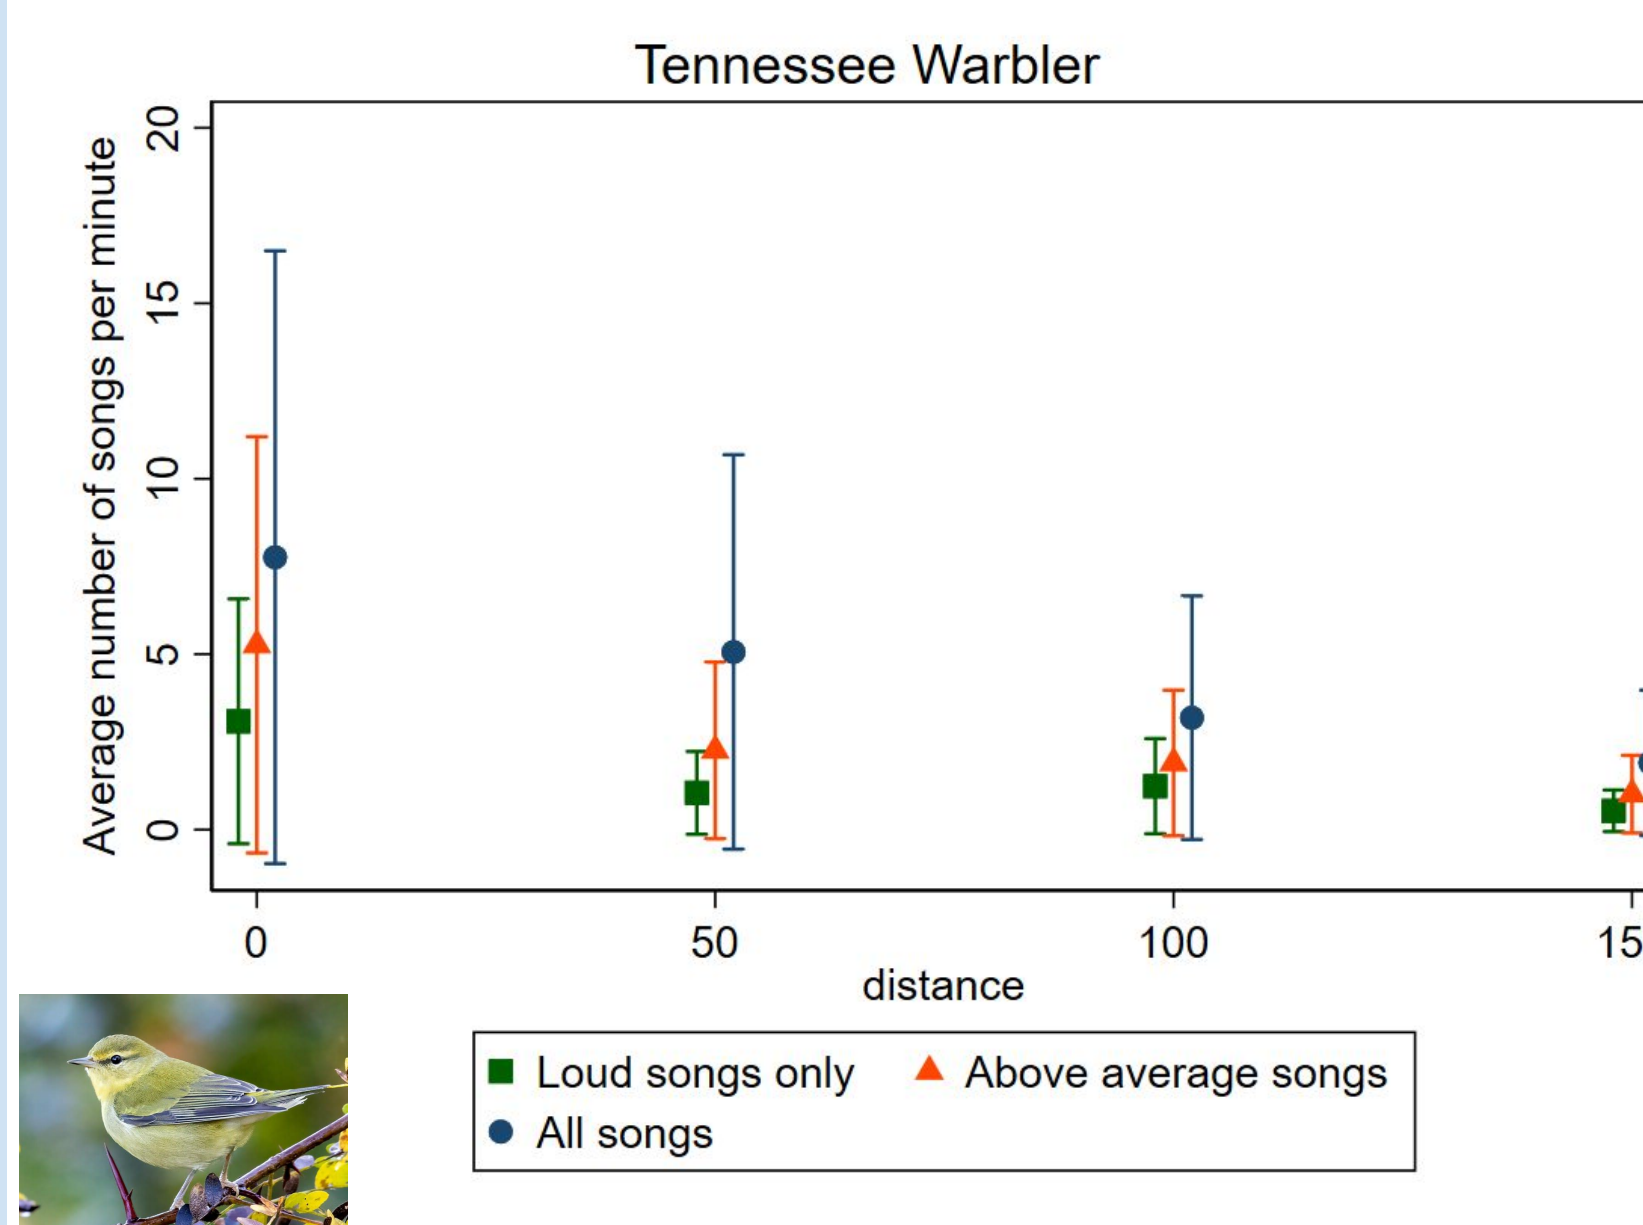 Tennessee Warbler
Average number of songs per minute
20
15
10
5
0
0 50 100 15
distance
Loud songs only Above average songs
All songs